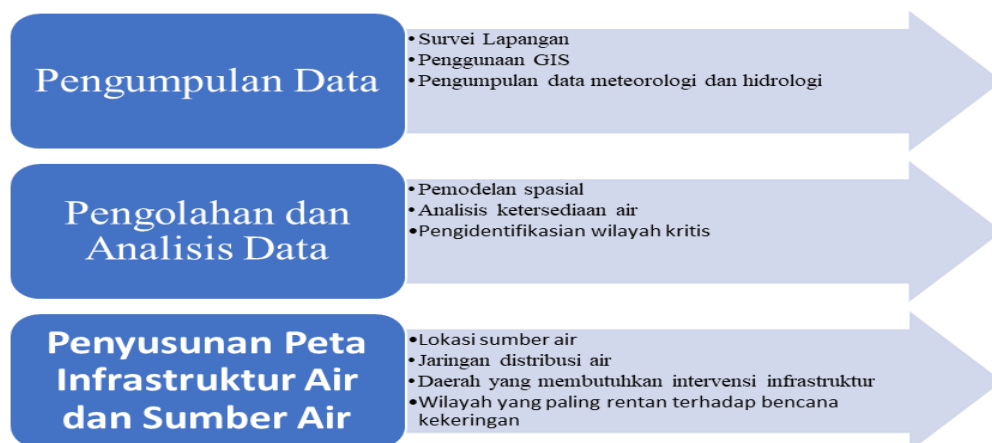 Pengumpulan Data
•Survei Lapangan
•Penggunaan GIS
•Pengumpulan data meteorologi dan hidrologi
Pengolahan dan
Analisis Data
•Pemodelan spasial
•Analisis ketersediaan air
•Pengidentifikasian wilayah kritis
Penyusunan Peta
Infrastruktur Air
dan Sumber Air
•Lokasi sumber air
•Jaringan distribusi air
•Daerah yang membutuhkan intervensi infrastruktur
•Wilayah yang paling rentan terhadap bencana
kekeringan